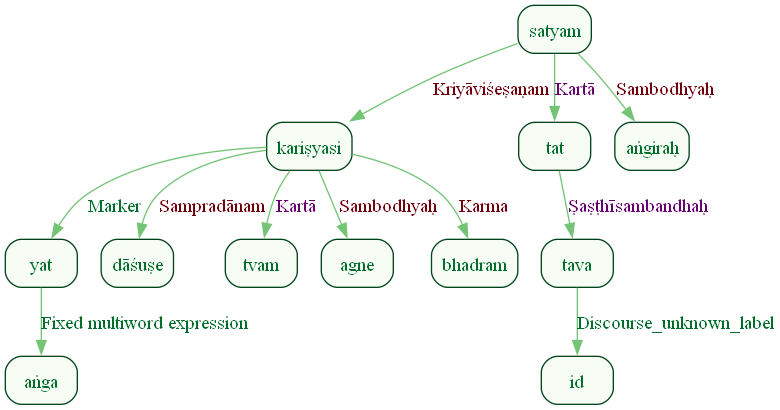 satyam
Kriyāviśeṣaṇam Kartā Sambodhyaḥ
kariṣyasi tat aṅgiraḥ
Marker Sampradānam Kartā Sambodhyaḥ Karma Ṣaṣṭhīsambandhaḥ
yat dāśuṣe tvam agne bhadram tava
Fixed multiword expression Discourse_unknown_label
aṅga id